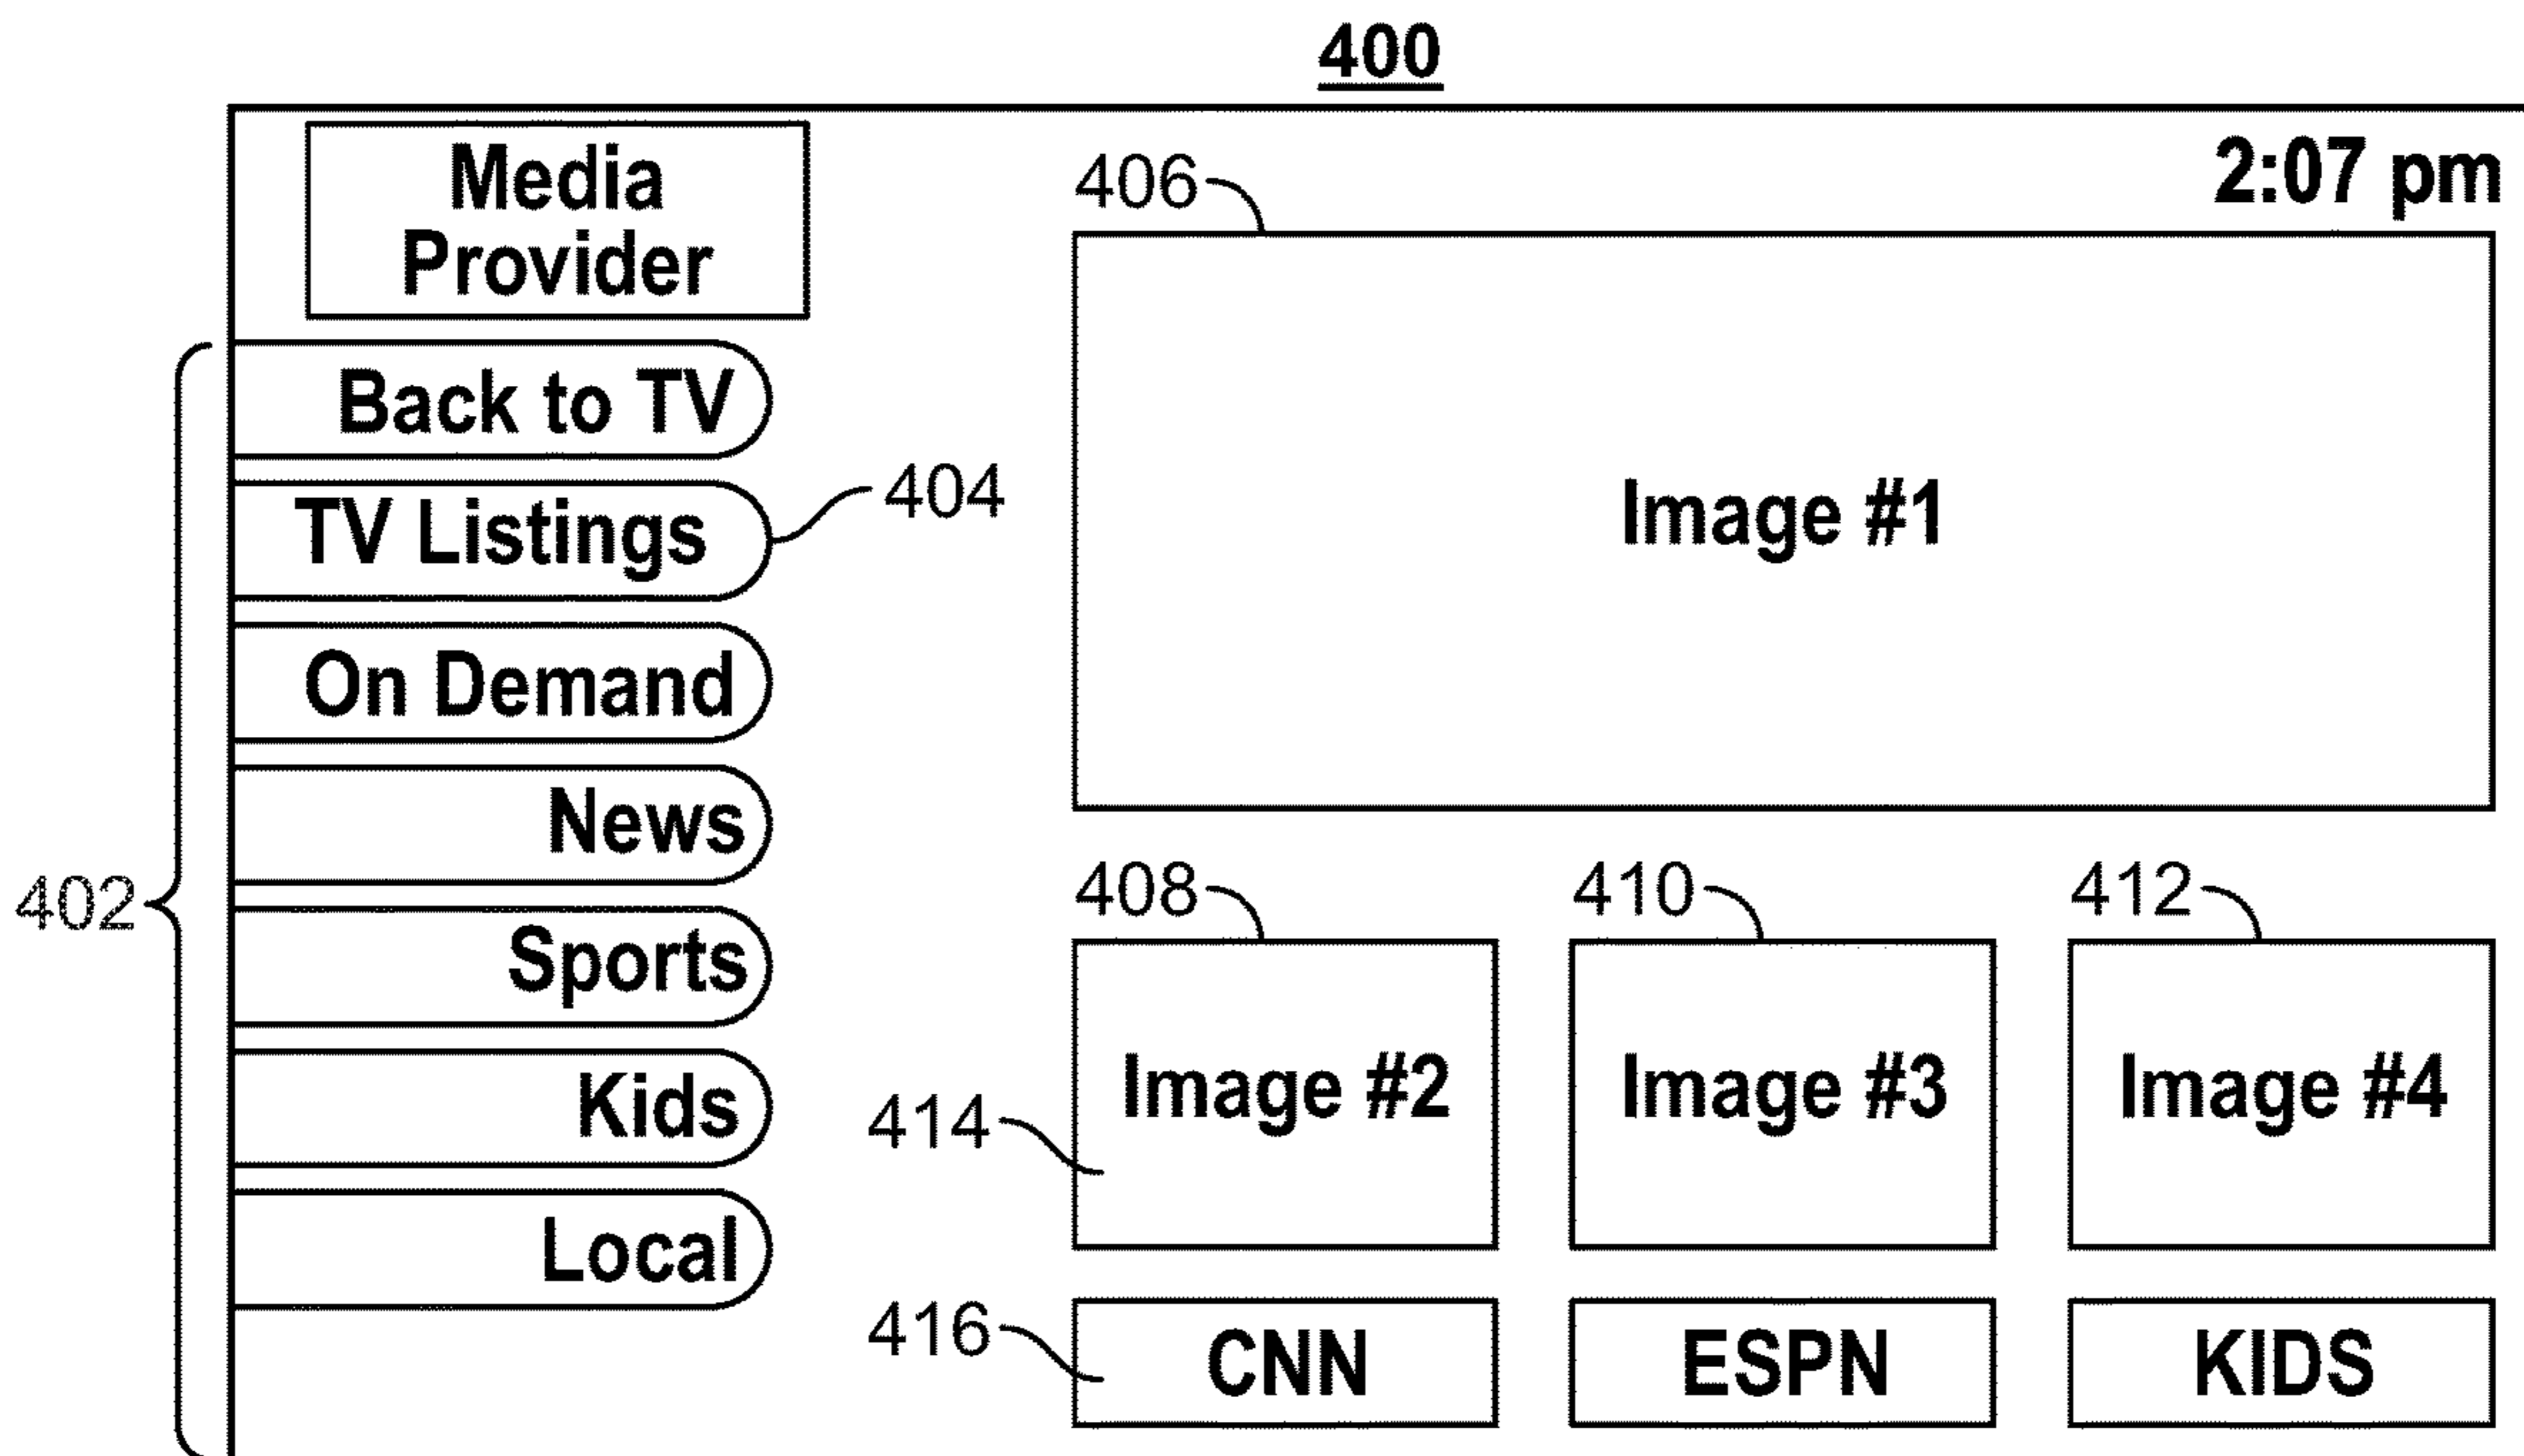 400
Media
Provider
2:07 pm
406
Back to TV
TV Listings
404
Image #1
On Demand
News
402
408
410
412
Sports
Kids
Image #2
Image #3
Image #4
414
Local
416
CNN
ESPN
KIDS